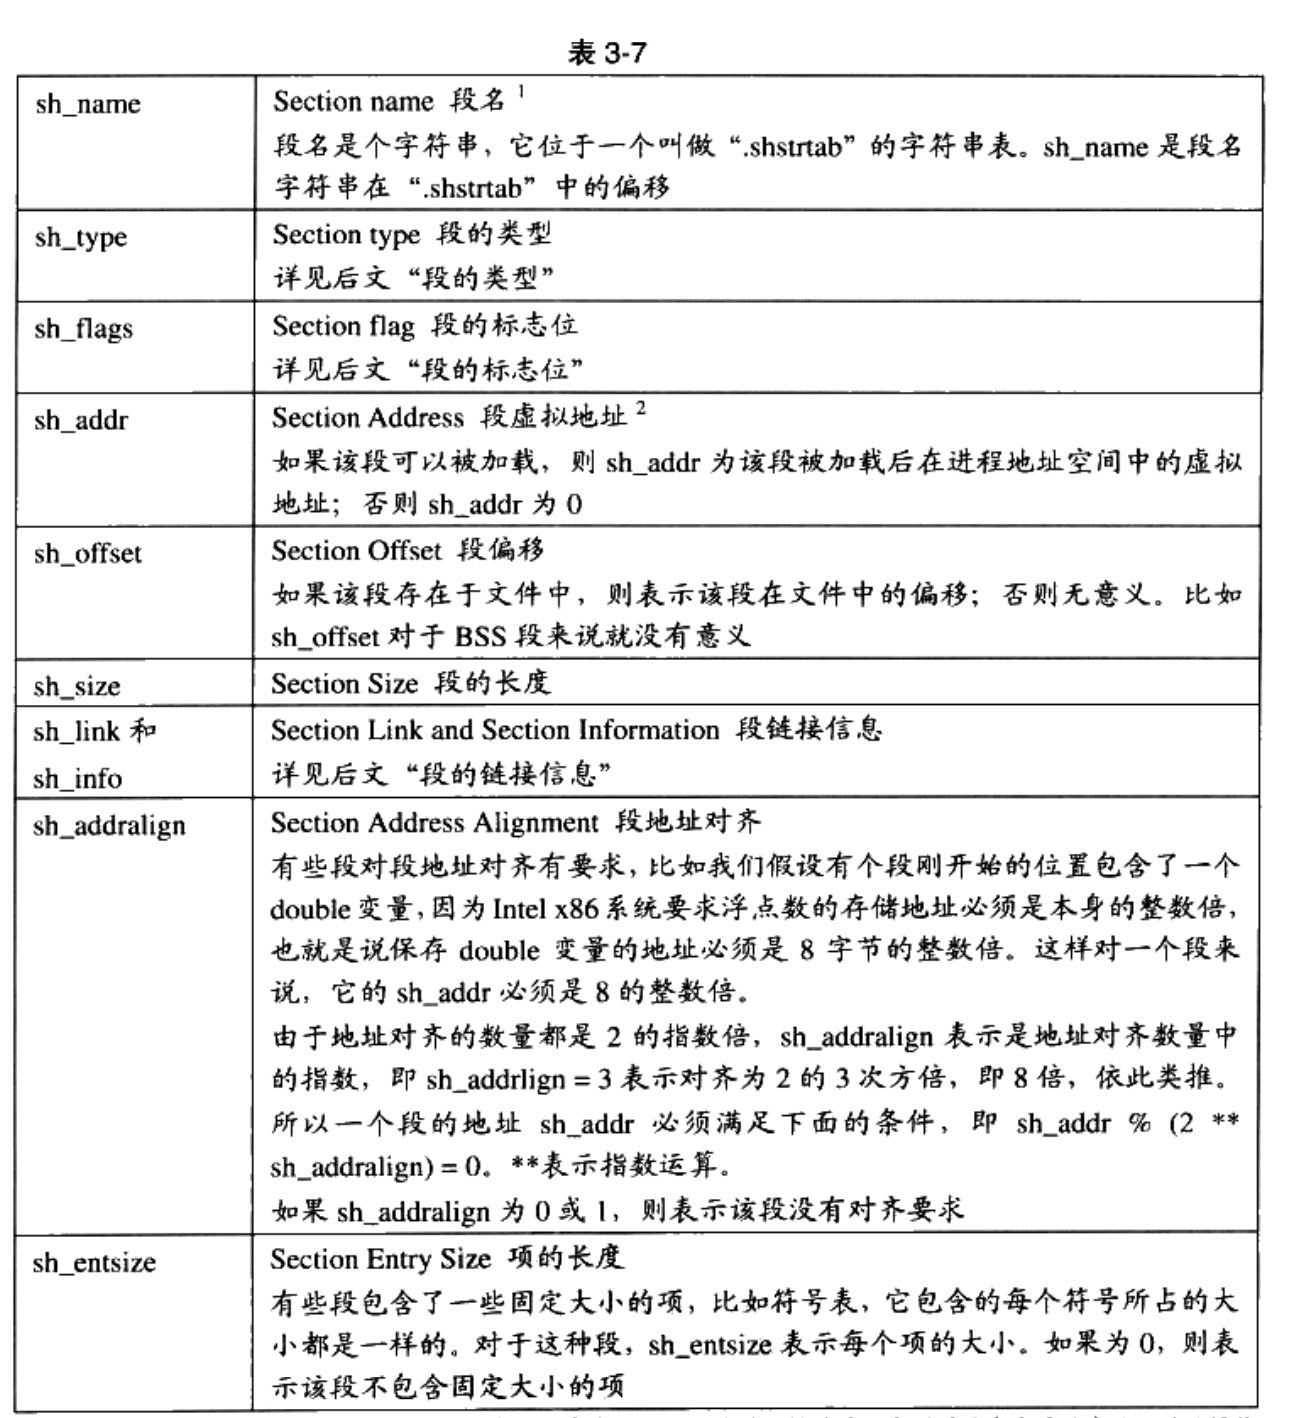 表 3-7
sh_name
Section name 段名 1
段名是个字符串，它位于一个叫做“.shstrtab”的字符串表。sh_name 是段名
字符串在“.shstrtab”中的偏移
sh_type
Section type 段的类型
详见后文“段的类型”
sh_flags
Section flag 段的标志位
详见后文“段的标志位”
sh_addr
Section Address 段虚拟地址 2
如果该段可以被加载，则 sh_addr 为该段被加载后在进程地址空间中的虚拟
地址；否则 sh_addr 为 0
sh_offset
Section Offset 段偏移
如果该段存在于文件中，则表示该段在文件中的偏移；否则无意义。比如
sh_offset 对于 BSS 段来说就没有意义
sh_size
Section Size 段的长度
sh_link 和
sh_info
Section Link and Section Information 段链接信息
详见后文“段的链接信息”
sh_addralign
Section Address Alignment 段地址对齐
有些段对段地址对齐有要求，比如我们假设有个段刚开始的位置包含了一个
double 变量，因为 Intel x86 系统要求浮点数的存储地址必须是本身的整数倍，
也就是说保存 double 变量的地址必须是 8 字节的整数倍。这样对一个段来
说，它的 sh_addr 必须是 8 的整数倍。
由于地址对齐的数量都是 2 的指数倍，sh_addralign 表示是地址对齐数量中
的指数，即 sh_addrlign = 3 表示对齐为 2 的 3 次方倍，即 8 倍，依此类推。
所以一个段的地址 sh_addr 必须满足下面的条件，即 sh_addr % (2 **
sh_addralign) = 0。**表示指数运算。
如果 sh_addralign 为 0 或 1，则表示该段没有对齐要求
sh_entsize
Section Entry Size 项的长度
有些段包含了一些固定大小的项，比如符号表，它包含的每个符号所占的大
小都是一样的。对于这种段，sh_entsize 表示每个项的大小。如果为 0，则表
示该段不包含固定大小的项